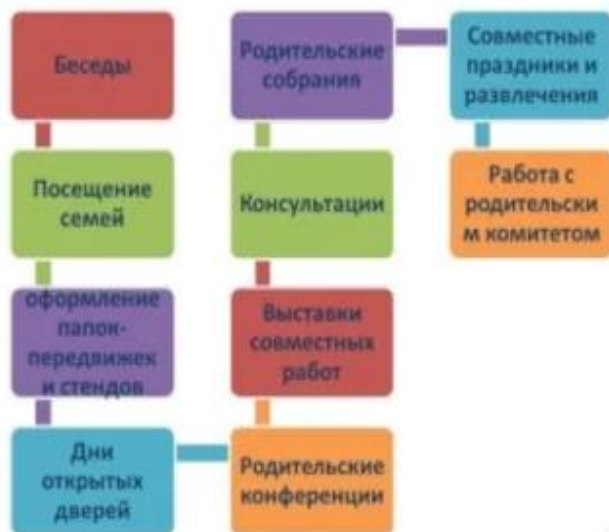 Беседы
Посещение
семей
оформление
папок-
передвижек
и стендов
Дни
открытых
дверей
Родительские
конференции
Выставки
совместных
работ
Консультации
Родительские
собрания
Совместные
праздники и
развлечения
Работа с
родительски
м комитетом